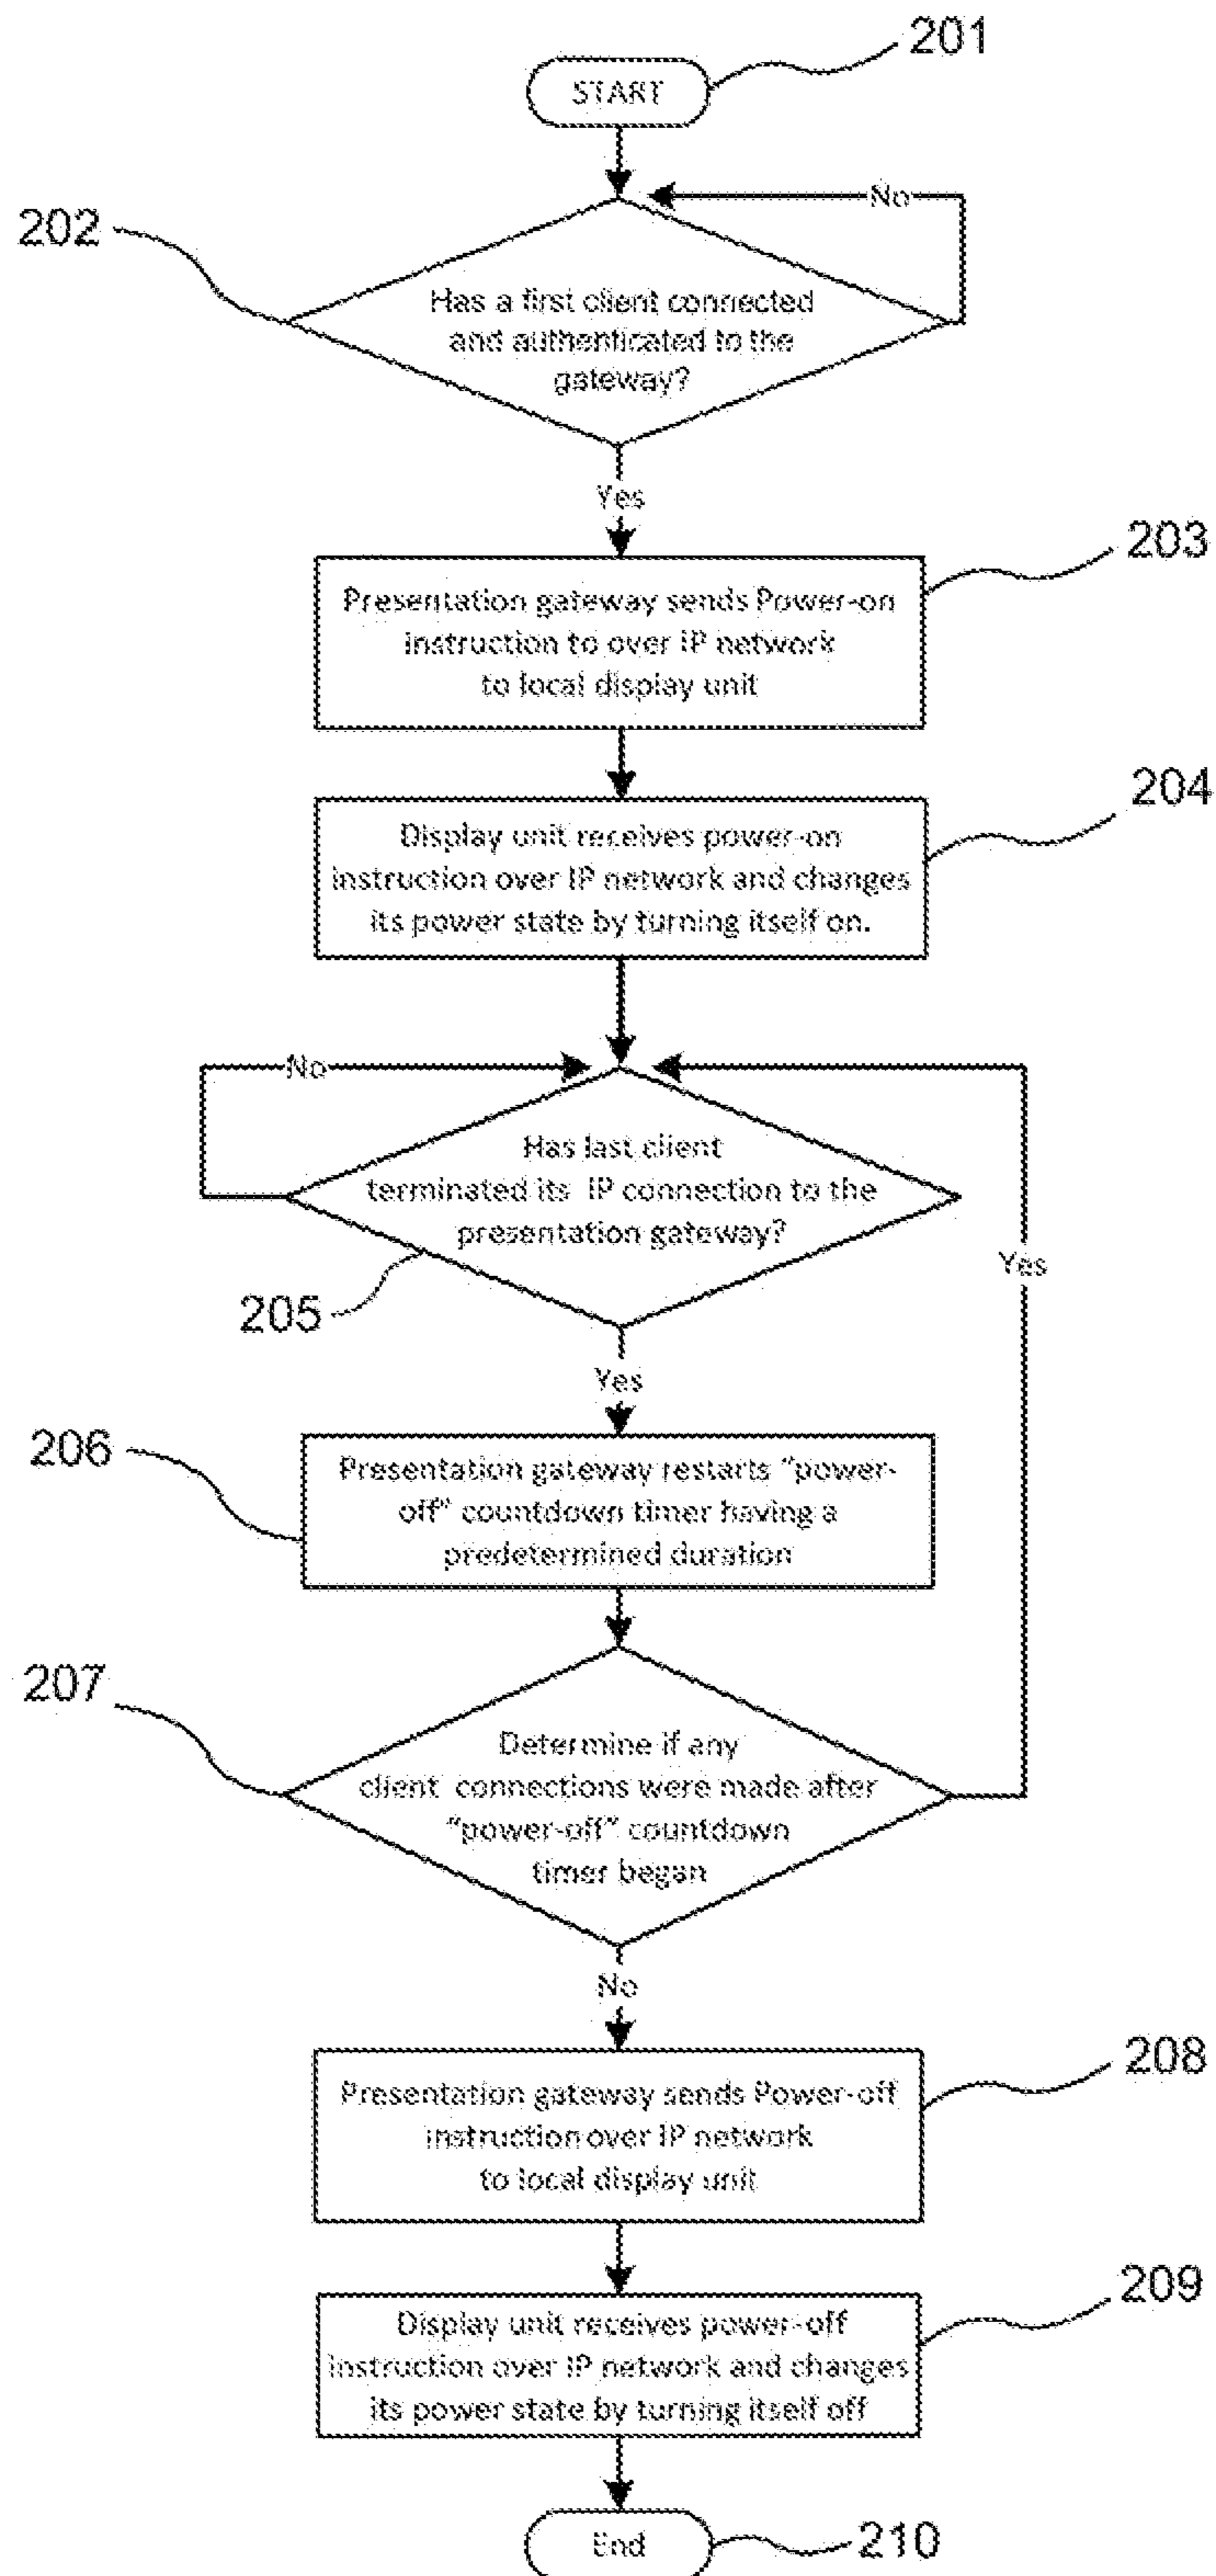 201
START
No
202
Has a first client connected
and authenticated to the
gateway?
Yes
203
Presentation gateway sends Power-on
instruction to over IP network
to local display unit
204
Display unit receives power-on
instruction over IP network and changes
its power state by turning itself on.
No
Has last client
terminated its IP connection to the
presentation gateway?
Yes
205
Yes
206
Presentation gateway restarts “power-
off” countdown timer having a
predetermined duration
207
Determine if any
client connections were made after
“power-off” countdown
timer began
No
208
Presentation gateway sends Power-off
instruction over IP network
to local display unit
209
Display unit receives power-off
instruction over IP network and changes
its power state by turning itself off
End
210